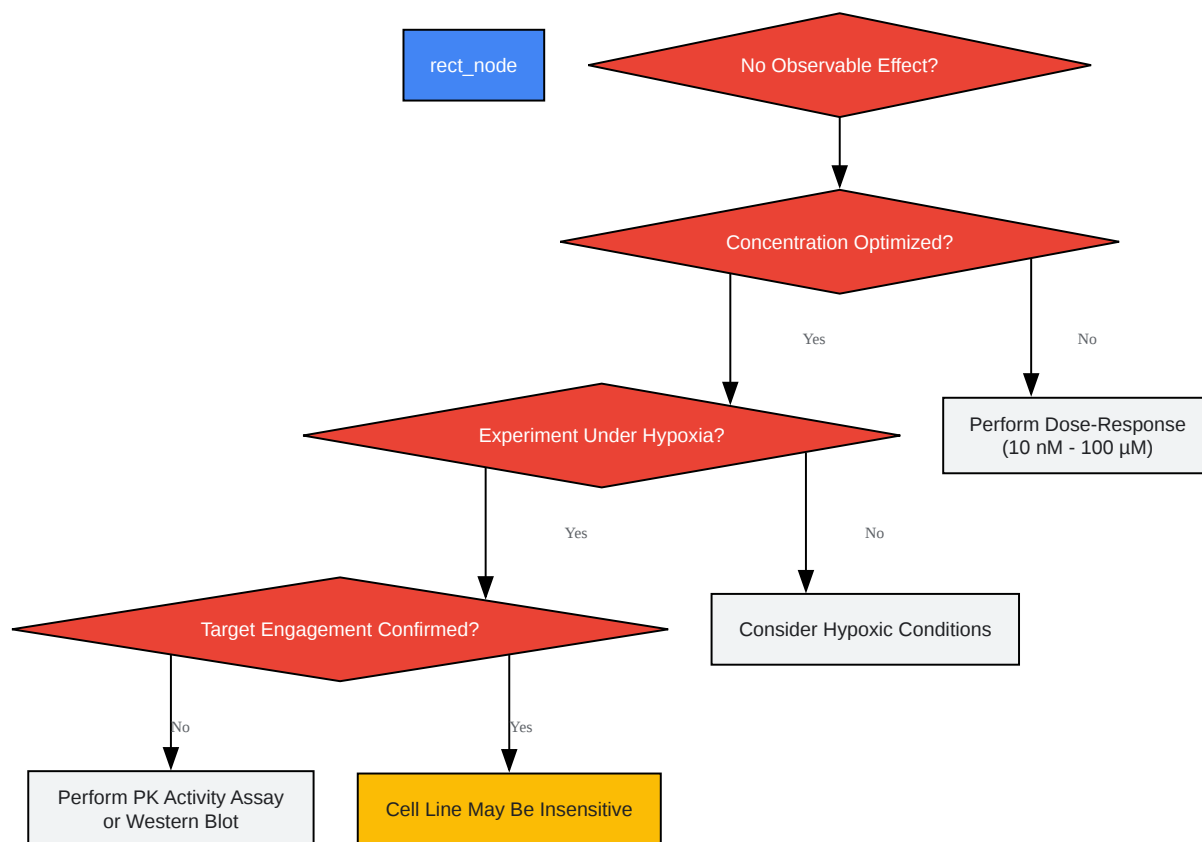 rect_node
No Observable Effect?
Concentration Optimized?
Yes
No
Experiment Under Hypoxia?
Perform Dose-Response
(10 nM - 100 µM)
Yes
No
Target Engagement Confirmed?
Consider Hypoxic Conditions
No
Yes
Perform PK Activity Assay
or Western Blot
Cell Line May Be Insensitive